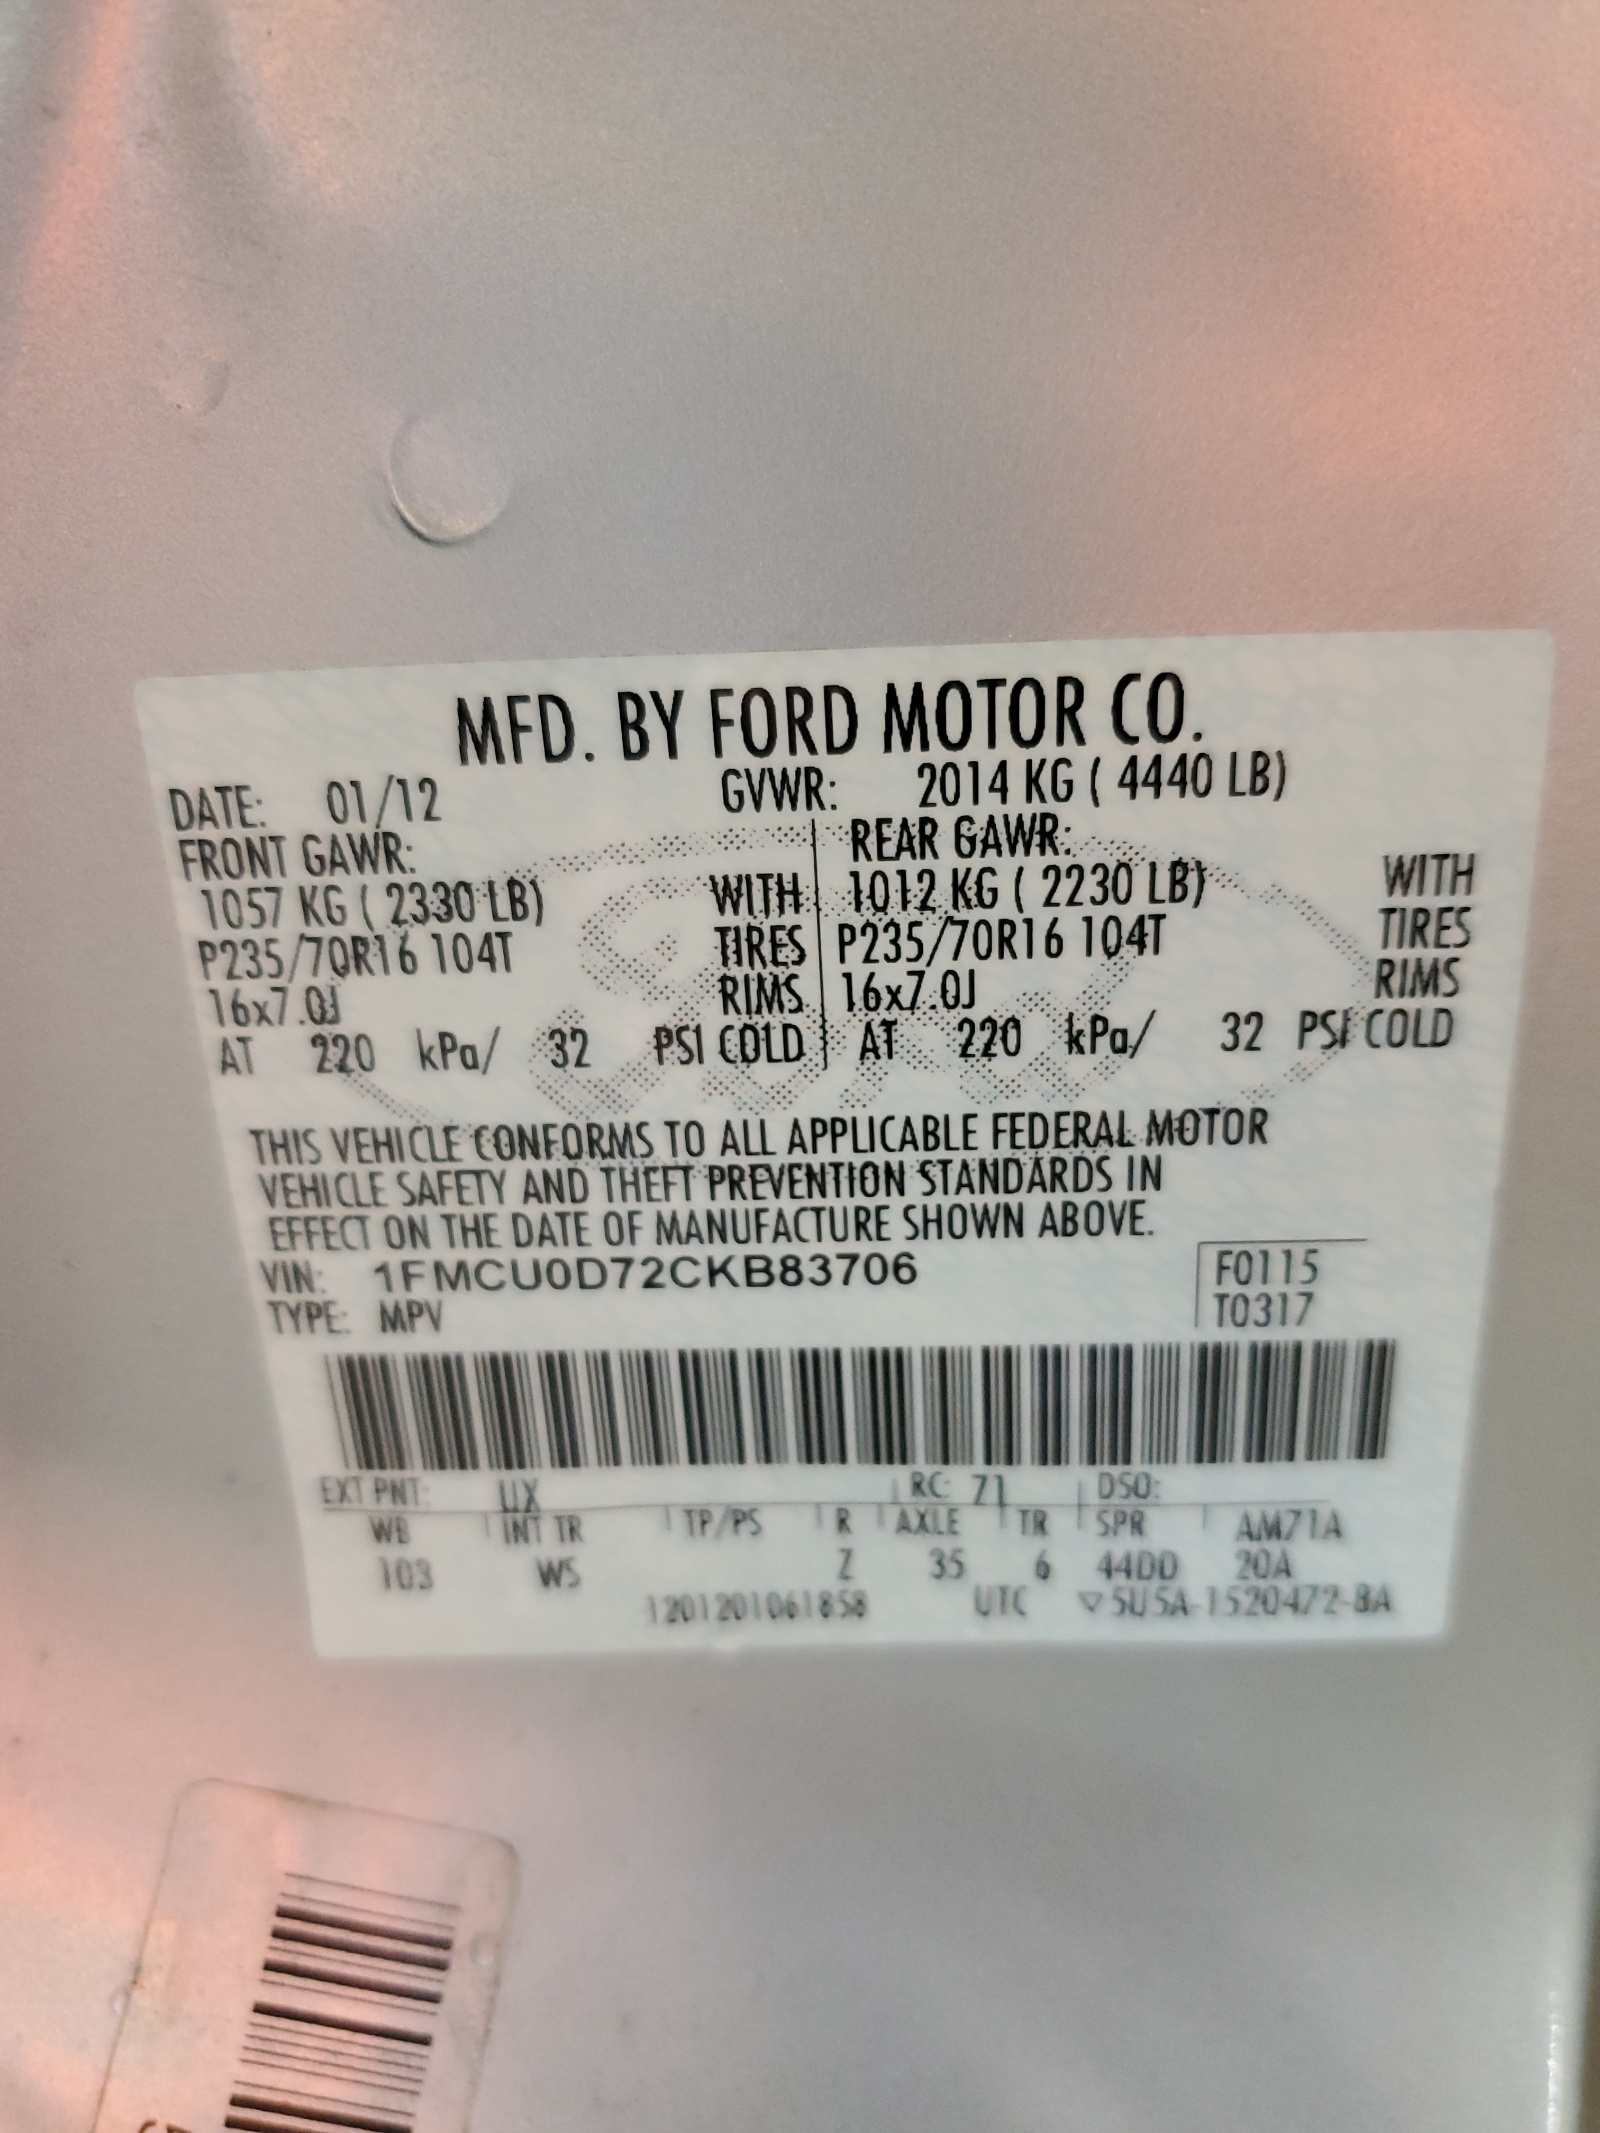 MFD. BY FORD MOTOR CO.
DATE: 01/12 GVWR: 2014 KG ( 4440 LB)
FRONT GAWR: REAR GAWR:
1057 KG ( 2330 LB) WITH 1012 KG ( 2230 LB) WITH
P235/70R16 104T TIRES P235/70R16 104T TIRES
16x7.0J RIMS 16x7.0J RIMS
AT 220 kPa/ 32 PSI COLD AT 220 kPa/ 32 PSI COLD
THIS VEHICLE CONFORMS TO ALL APPLICABLE FEDERAL MOTOR
VEHICLE SAFETY AND THEFT PREVENTION STANDARDS IN
EFFECT ON THE DATE OF MANUFACTURE SHOWN ABOVE.
VIN: 1FMCU0D72CKB83706 F0115
TYPE: MPV T0317
EXT PNT: UX RC: 71 DSO:
WB INT TR TP/PS R AXLE TR SPR AM71A
103 WS Z 35 6 44DD 20A
1201201061858 UTC ▽5U5A-1520472-BA